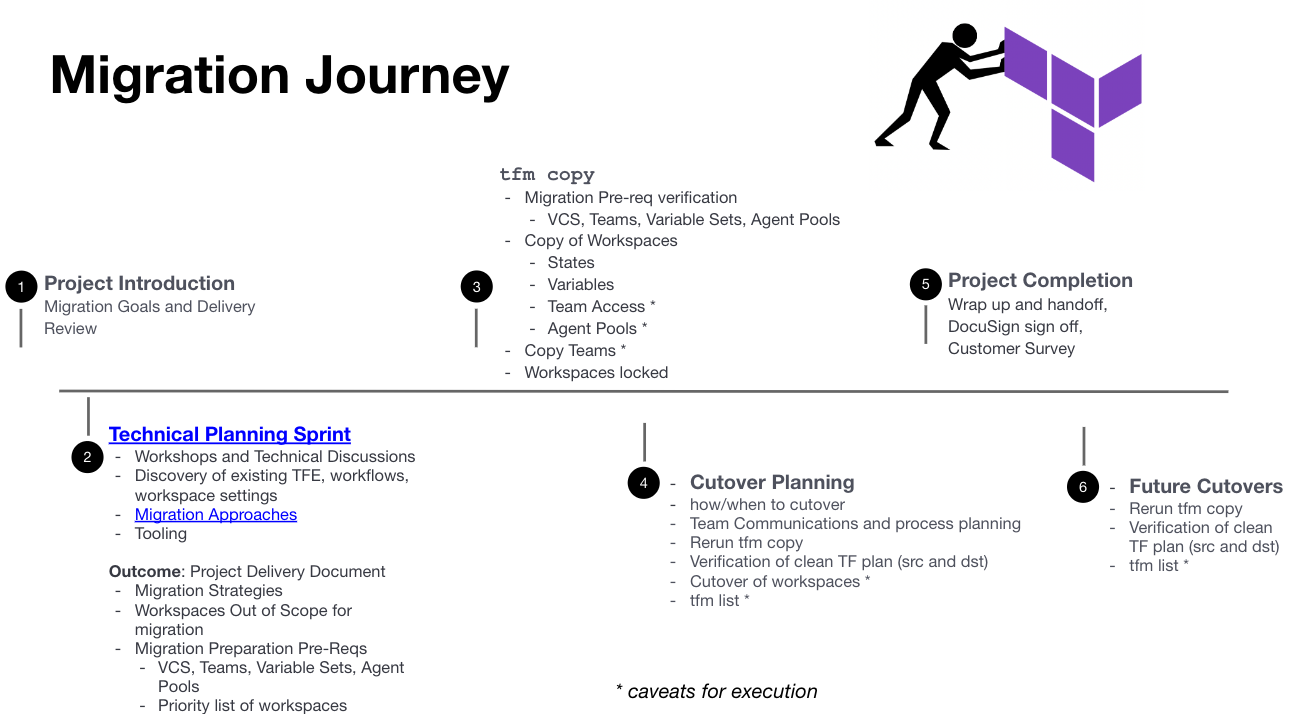 Migration Journey
1
Project Introduction
Migration Goals and Delivery
Review
2
Technical Planning Sprint
- Workshops and Technical Discussions
- Discovery of existing TFE, workflows,
workspace settings
- Migration Approaches
- Tooling
Outcome: Project Delivery Document
- Migration Strategies
- Workspaces Out of Scope for
migration
- Migration Preparation Pre-Reqs
- VCS, Teams, Variable Sets, Agent
Pools
- Priority list of workspaces
3
tfm copy
- Migration Pre-req verification
- VCS, Teams, Variable Sets, Agent Pools
- Copy of Workspaces
- States
- Variables
- Team Access *
- Agent Pools *
- Copy Teams *
- Workspaces locked
4
- Cutover Planning
- how/when to cutover
- Team Communications and process planning
- Rerun tfm copy
- Verification of clean TF plan (src and dst)
- Cutover of workspaces *
- tfm list *
5
Project Completion
Wrap up and handoff,
DocuSign sign off,
Customer Survey
6
- Future Cutovers
- Rerun tfm copy
- Verification of clean
TF plan (src and dst)
- tfm list *
* caveats for execution